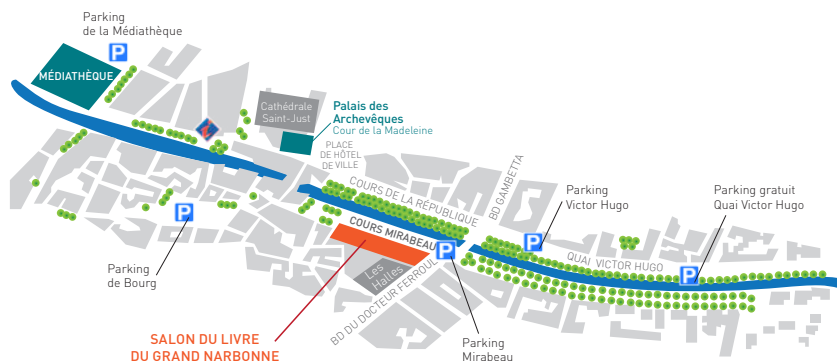 Parking
de la Médiathèque
P
MÉDIATHÈQUE
Cathédrale
Saint-Just
Palais des
Archevêques
Cour de la Madeleine
PLACE
DE HÔTEL
DE VILLE
COURS DE LA RÉPUBLIQUE
BD GAMBETTA
Parking
Victor Hugo
P
Parking gratuit
Quai Victor Hugo
P
QUAI VICTOR HUGO
P
Parking
de Bourg
COURS MIRABEAU
P
Les
Halles
BD DU DOCTEUR FERROUL
Parking
Mirabeau
SALON DU LIVRE
DU GRAND NARBONNE